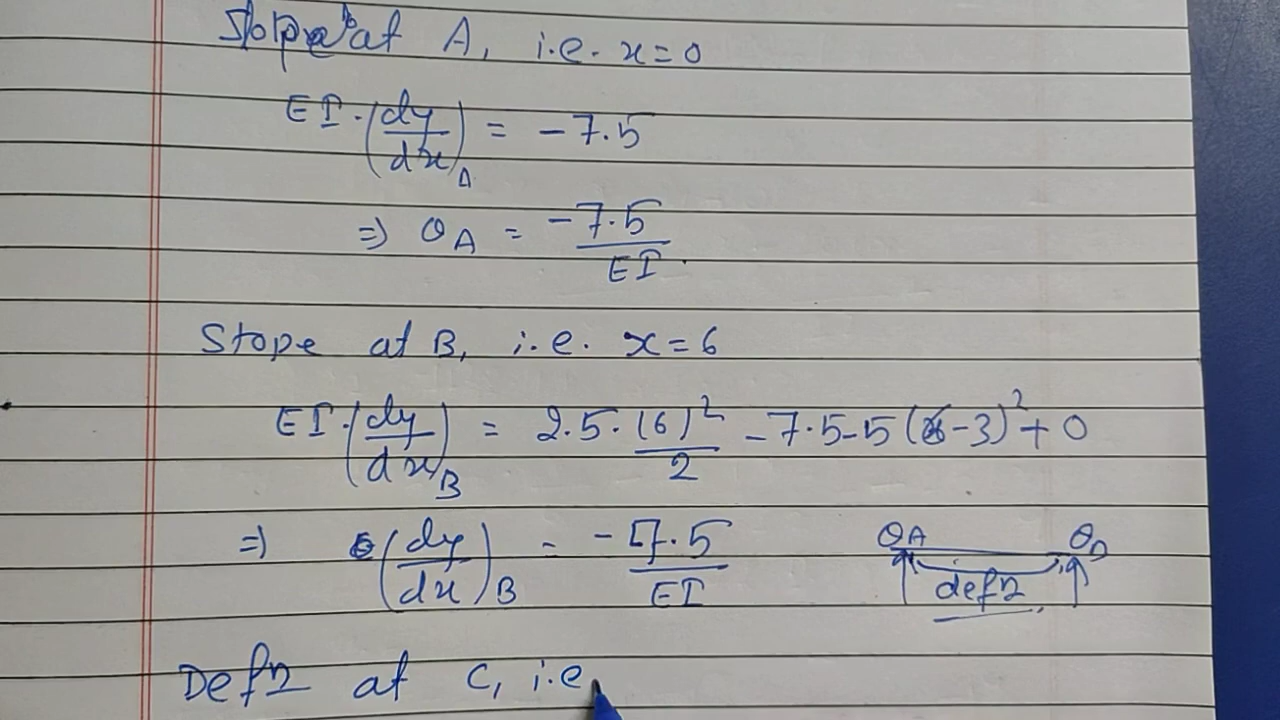 Slope at A, i.e. x=0
EI.(dy/dx)A = -7.5
=) θA = -7.5/EI.
Stope at B, i.e. x=6
EI.(dy/dx)B = 2.5.(6)²/2 - 7.5-5(6-3)²+0
=) (dy/dx)B = -7.5/EI
θA θB
defn
Defn at C, i.e.